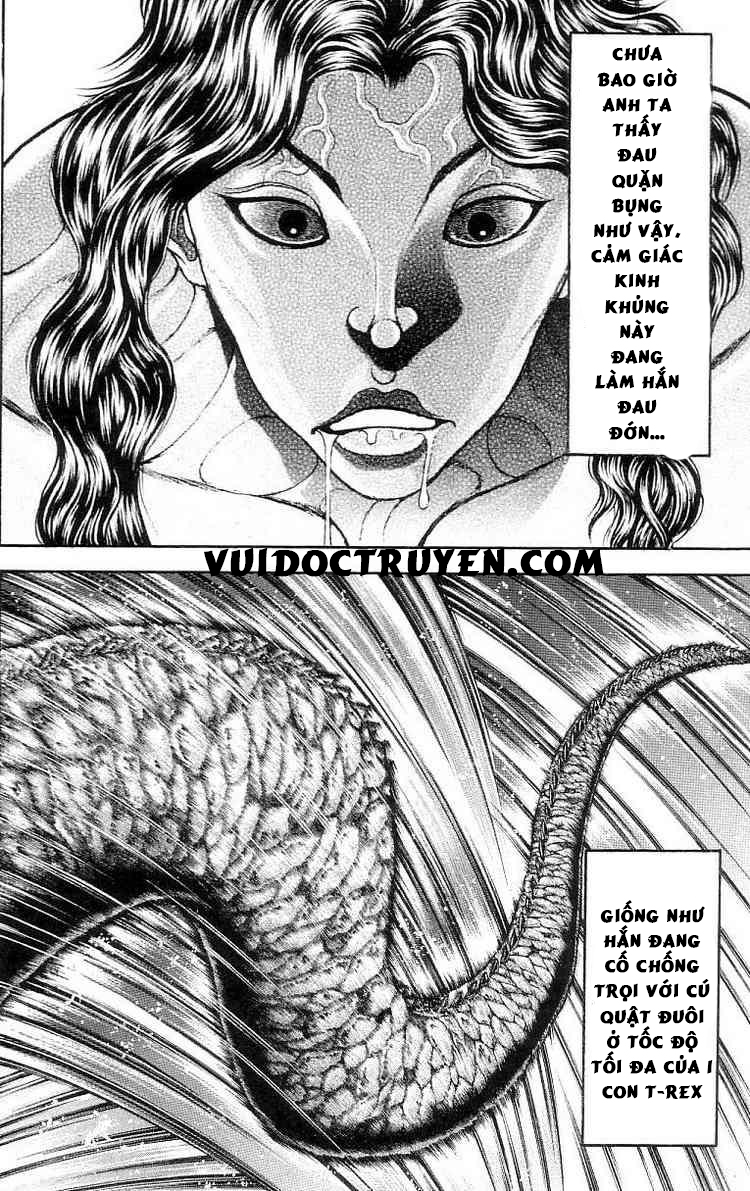 CHƯA
BAO GIỜ
ANH TA
THẤY
ĐAU
QUẶN
BỤNG
NHƯ VẬY,
CẢM GIÁC
KINH
KHỦNG
NÀY
ĐANG
LÀM HẮN
ĐAU
ĐỚN...
VUIDOCTRUYEN.COM
GIỐNG NHƯ
HẮN ĐANG
CỐ CHỐNG
TRỌI VỚI CÚ
QUẬT ĐUÔI
Ở TỐC ĐỘ
TỐI ĐA CỦA 1
CON T-REX